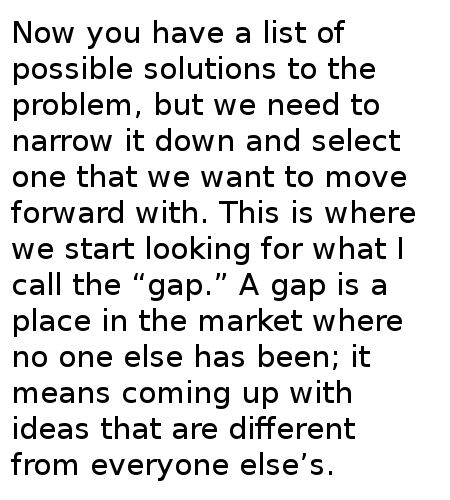 Now you have a list of
possible solutions to the
problem, but we need to
narrow it down and select
one that we want to move
forward with. This is where
we start looking for what I
call the “gap.” A gap is a
place in the market where
no one else has been; it
means coming up with
ideas that are different
from everyone else’s.